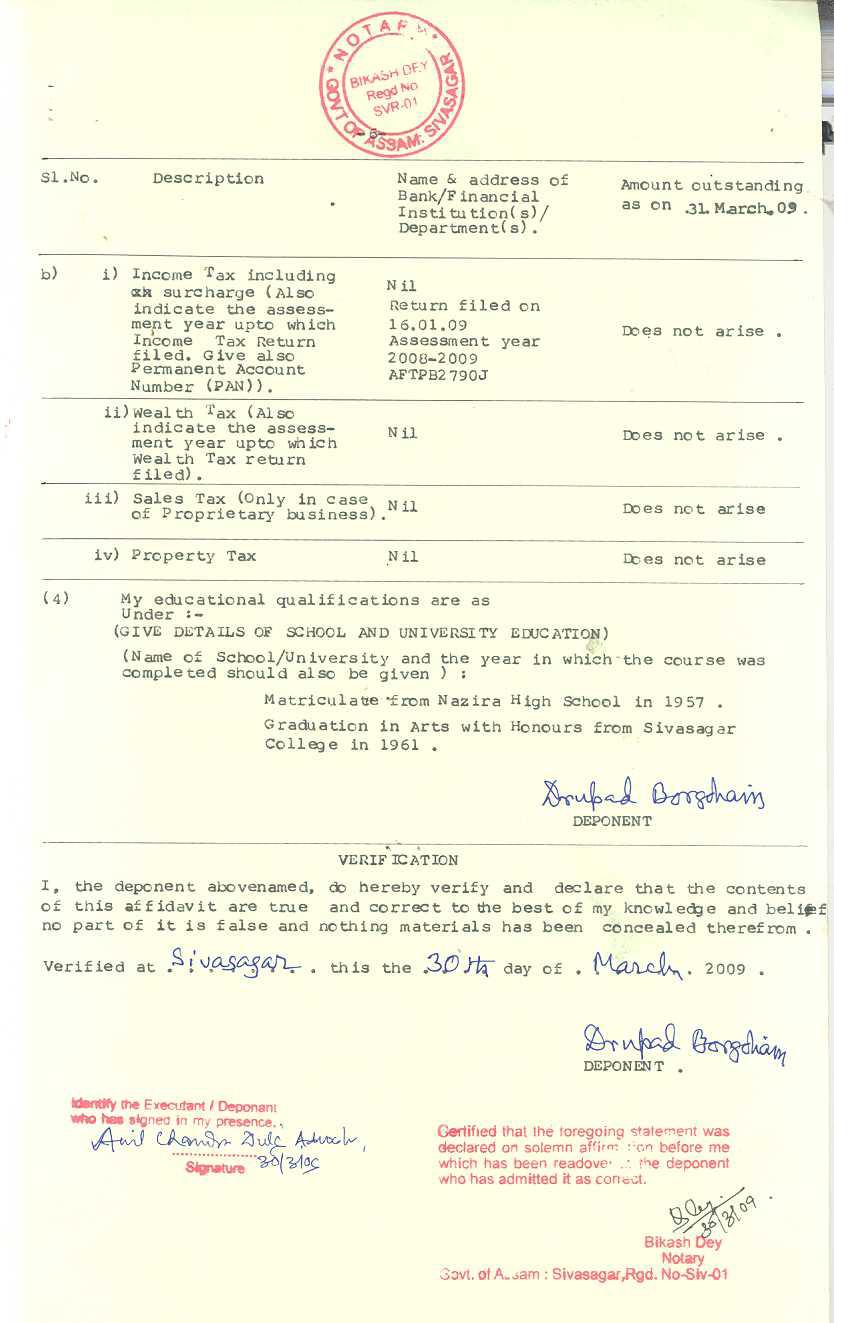 NOTARY
GOVT OF ASSAM: SIVASAGAR
BIKASH DEY
Regd No
SVR-01
-6-
Sl.No. Description Name & address of Bank/Financial Institution(s)/ Department(s). Amount outstanding as on 31.March.09.
b) i) Income Tax including
surcharge (Also
indicate the assess-
ment year upto which
Income Tax Return
filed. Give also
Permanent Account
Number (PAN)).
Nil
Return filed on
16.01.09
Assessment year
2008-2009
AFTPB2790J
Does not arise .
ii) Wealth Tax (Also
indicate the assess-
ment year upto which
Wealth Tax return
filed).
Nil
Does not arise .
iii) Sales Tax (Only in case
of Proprietary business).
Nil
Does not arise
iv) Property Tax Nil Does not arise
(4) My educational qualifications are as
Under :-
(GIVE DETAILS OF SCHOOL AND UNIVERSITY EDUCATION)
(Name of School/University and the year in which the course was
completed should also be given ) :
Matriculate from Nazira High School in 1957 .
Graduation in Arts with Honours from Sivasagar
College in 1961 .
Drupad Borgohain
DEPONENT
VERIFICATION
I, the deponent abovenamed, do hereby verify and declare that the contents
of this affidavit are true and correct to the best of my knowledge and belief
no part of it is false and nothing materials has been concealed therefrom .
Verified at Sivasagar . this the 30th day of . March . 2009 .
Drupad Borgohain
DEPONENT .
Identify the Executant / Deponant
who has signed in my presence.
Anil Chandra
Signature
Certified that the foregoing statement was
declared on solemn affirmation before me
which has been readover the deponent
who has admitted it as correct.
30/3/09
Bikash Dey
Notary
Govt. of Assam : Sivasagar,Rgd. No-Siv-01